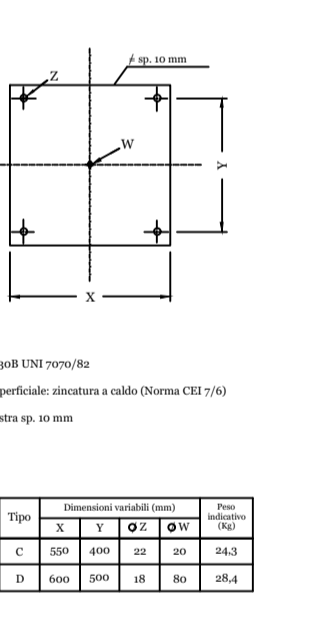 Z
≠ sp. 10 mm
W
Y
X
30B UNI 7070/82
perficiale: zincatura a caldo (Norma CEI 7/6)
stra sp. 10 mm
Tipo Dimensioni variabili (mm) Peso indicativo (Kg)
X Y ØZ ØW
C 550 400 22 20 24,3
D 600 500 18 80 28,4